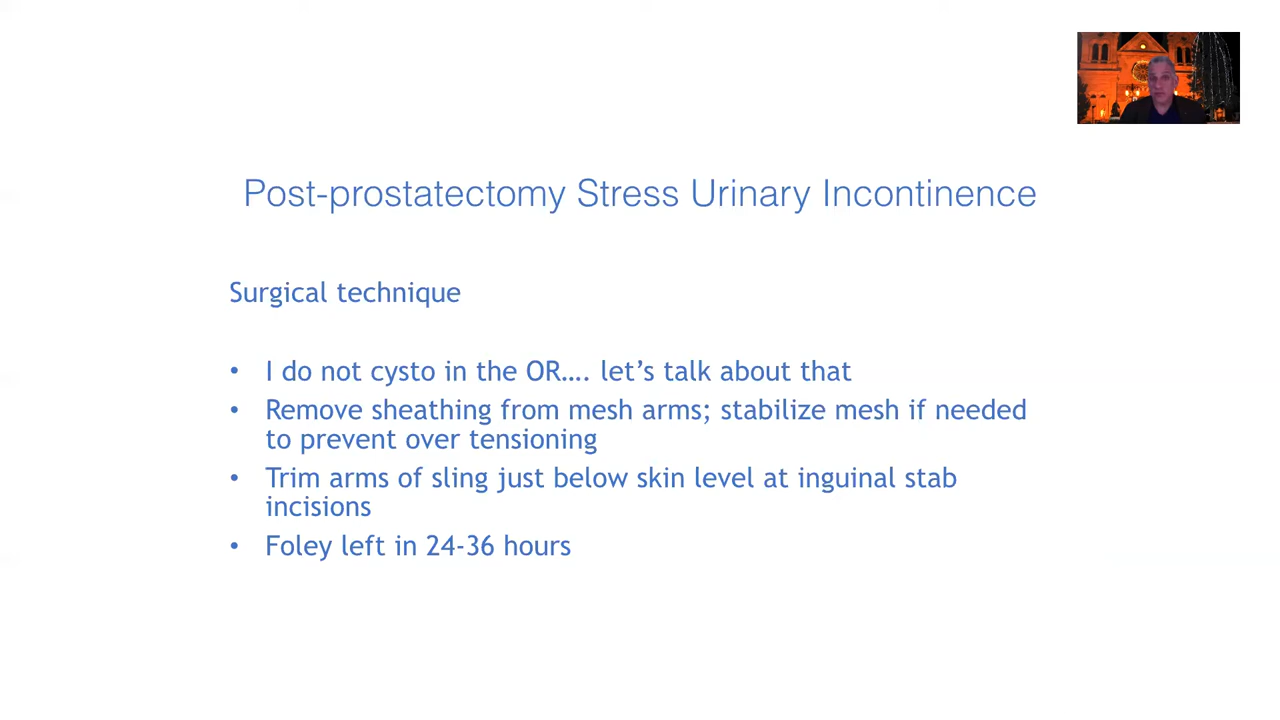 Post-prostatectomy Stress Urinary Incontinence
Surgical technique
• I do not cysto in the OR…. let’s talk about that
• Remove sheathing from mesh arms; stabilize mesh if needed
to prevent over tensioning
• Trim arms of sling just below skin level at inguinal stab
incisions
• Foley left in 24-36 hours